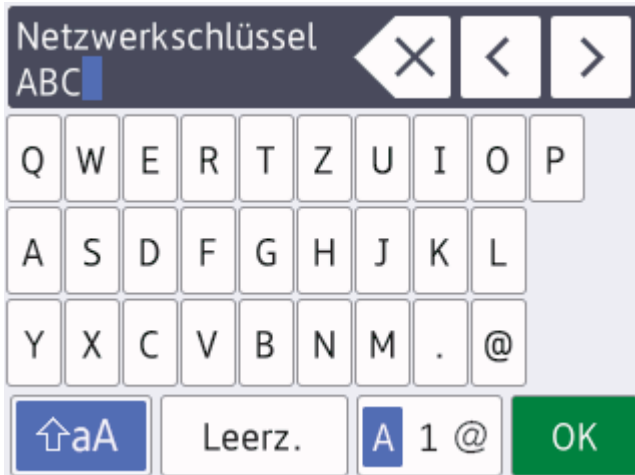 Netzwerkschlüssel
ABC
Q W E R T Z U I O P
A S D F G H J K L
Y X C V B N M . @
aA Leerz. A 1 @ OK